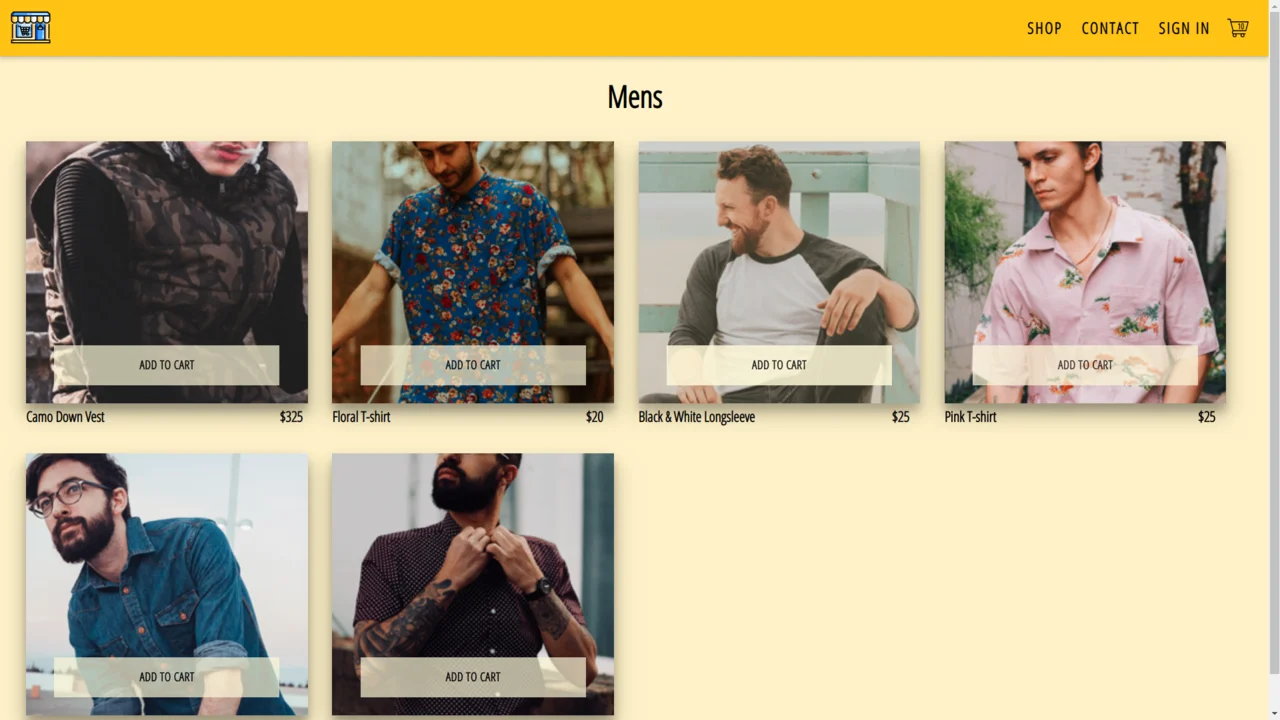 SHOP CONTACT SIGN IN 10
Mens
ADD TO CART ADD TO CART ADD TO CART ADD TO CART
Camo Down Vest $325 Floral T-shirt $20 Black & White Longsleeve $25 Pink T-shirt $25
ADD TO CART ADD TO CART